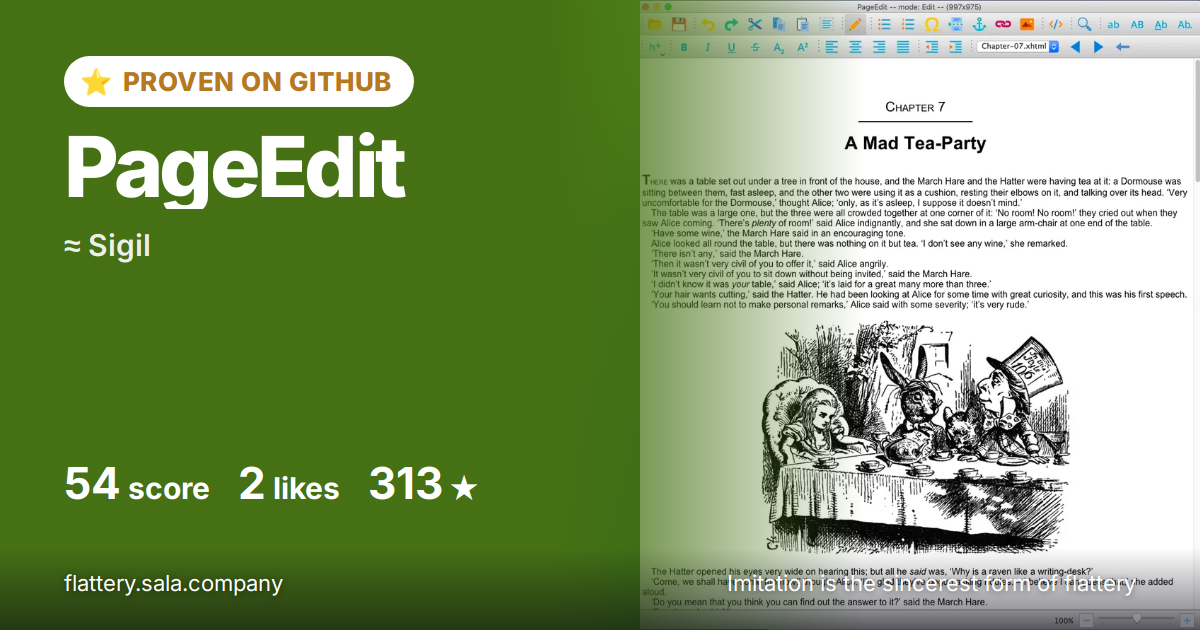 PROVEN ON GITHUB
PageEdit
≈ Sigil
54 score 2 likes 313 ★
flattery.sala.company
PageEdit -- mode: Edit -- (997x975)
ab AB Ab Ab.
h* B I U S A₂ A² Chapter-07.xhtml
CHAPTER 7
A Mad Tea-Party
THERE was a table set out under a tree in front of the house, and the March Hare and the Hatter were having tea at it: a Dormouse was
sitting between them, fast asleep, and the other two were using it as a cushion, resting their elbows on it, and talking over its head. ‘Very
uncomfortable for the Dormouse,’ thought Alice; ‘only, as it’s asleep, I suppose it doesn’t mind.’
The table was a large one, but the three were all crowded together at one corner of it: ‘No room! No room!’ they cried out when they
saw Alice coming. ‘There’s plenty of room!’ said Alice indignantly, and she sat down in a large arm-chair at one end of the table.
‘Have some wine,’ the March Hare said in an encouraging tone.
Alice looked all round the table, but there was nothing on it but tea. ‘I don’t see any wine,’ she remarked.
‘There isn’t any,’ said the March Hare.
‘Then it wasn’t very civil of you to offer it,’ said Alice angrily.
‘It wasn’t very civil of you to sit down without being invited,’ said the March Hare.
‘I didn’t know it was your table,’ said Alice; ‘it’s laid for a great many more than three.’
‘Your hair wants cutting,’ said the Hatter. He had been looking at Alice for some time with great curiosity, and this was his first speech.
‘You should learn not to make personal remarks,’ Alice said with some severity; ‘it’s very rude.’
The Hatter opened his eyes very wide on hearing this; but all he said was, ‘Why is a raven like a writing-desk?’
‘Come, we shall
she added
aloud.
Imitation is the sincerest form of flattery
‘Do you mean that you think you can find out the answer to it?’ said the March Hare.
100%